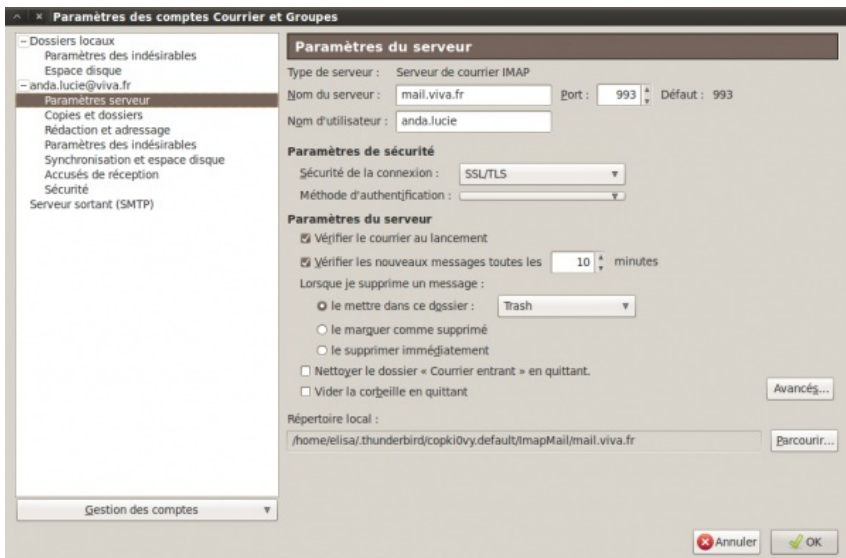 Paramètres des comptes Courrier et Groupes
Dossiers locaux
Paramètres des indésirables
Espace disque
anda.lucie@viva.fr
Paramètres serveur
Copies et dossiers
Rédaction et adressage
Paramètres des indésirables
Synchronisation et espace disque
Accusés de réception
Sécurité
Serveur sortant (SMTP)
Gestion des comptes
Paramètres du serveur
Type de serveur : Serveur de courrier IMAP
Nom du serveur : mail.viva.fr Port : 993 Défaut : 993
Nom d'utilisateur : anda.lucie
Paramètres de sécurité
Sécurité de la connexion : SSL/TLS
Méthode d'authentification :
Paramètres du serveur
Vérifier le courrier au lancement
Vérifier les nouveaux messages toutes les 10 minutes
Lorsque je supprime un message :
le mettre dans ce dossier : Trash
le marquer comme supprimé
le supprimer immédiatement
Nettoyer le dossier « Courrier entrant » en quittant.
Vider la corbeille en quittant
Avancés...
Répertoire local :
/home/elisa/.thunderbird/copki0vy.default/ImapMail/mail.viva.fr
Parcourir...
Annuler
OK